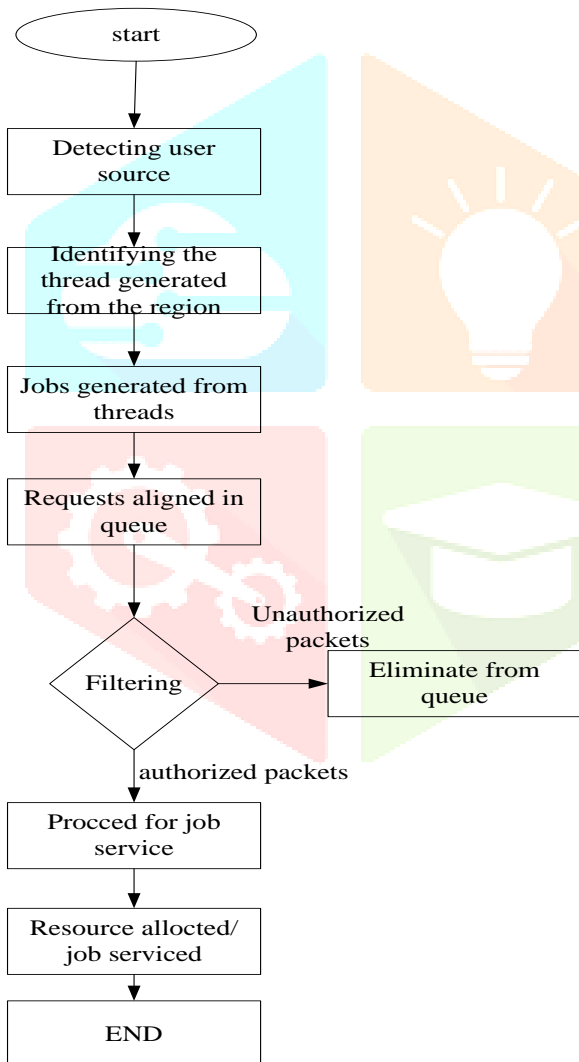 start
Detecting user
source
Identifying the
thread generated
from the region
Jobs generated from
threads
Requests aligned in
queue
Unauthorized
packets
Filtering
Eliminate from
queue
authorized packets
Procced for job
service
Resource allocted/
job serviced
END